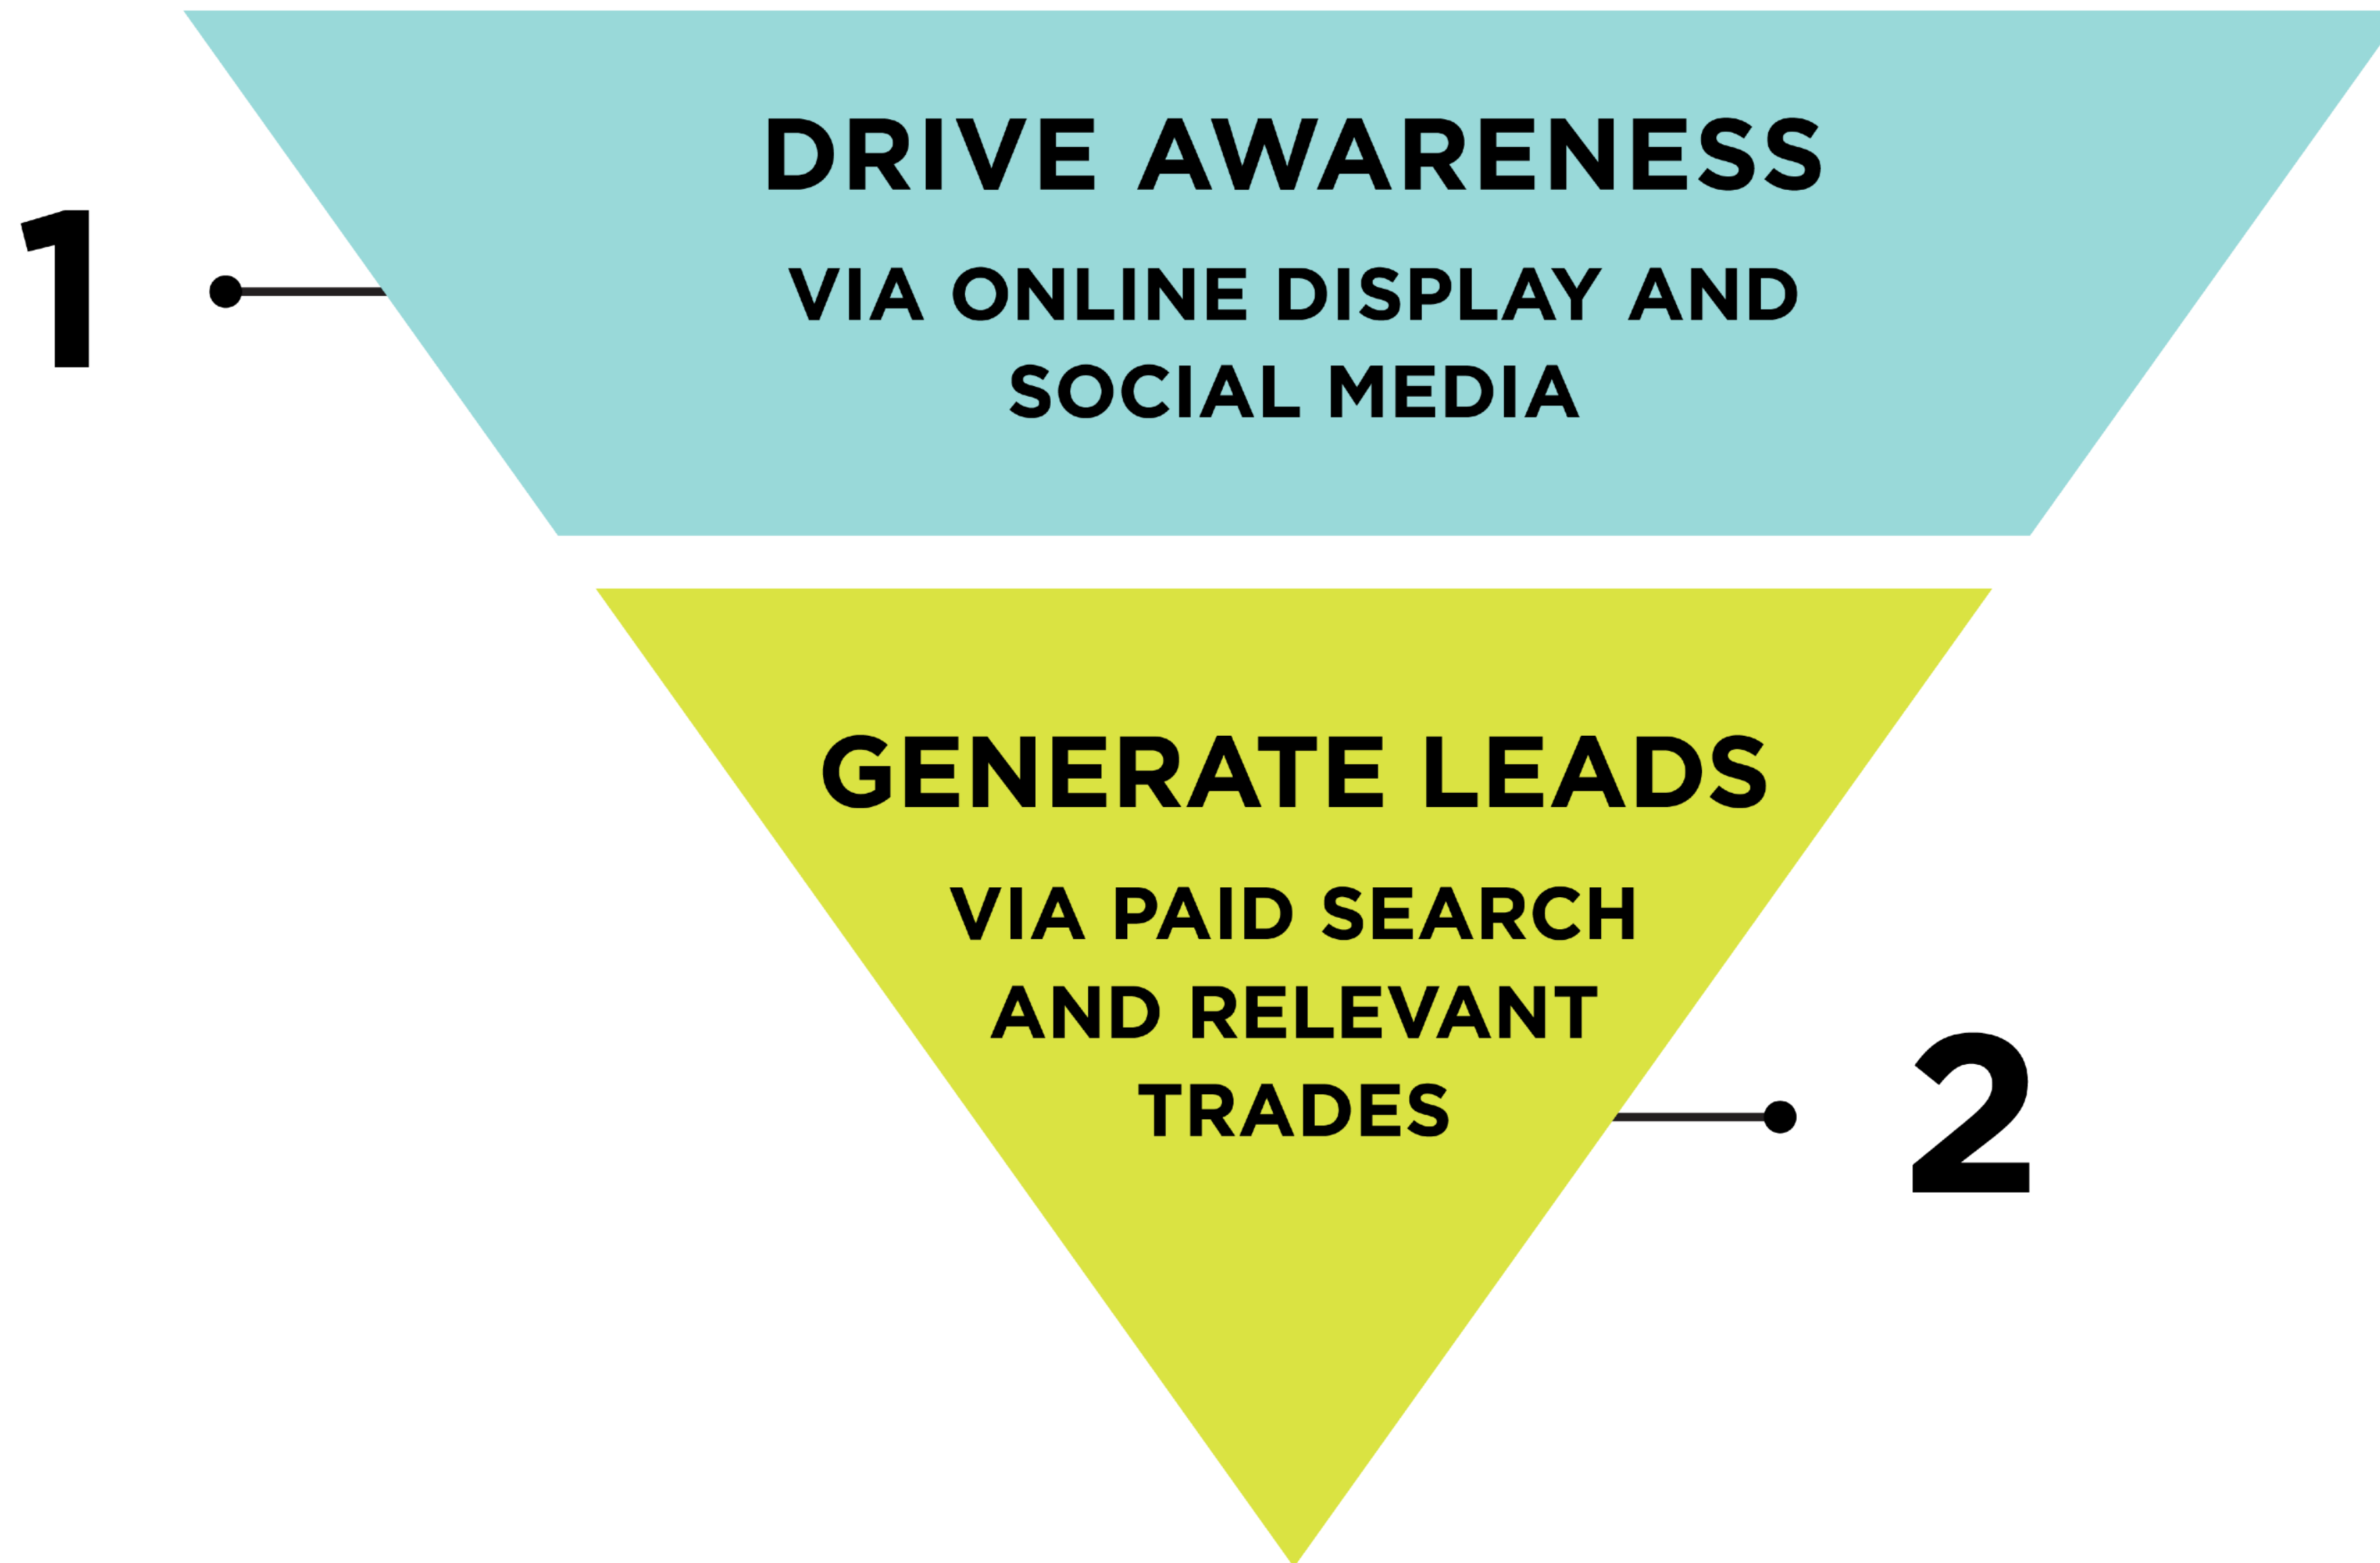 1
DRIVE AWARENESS
VIA ONLINE DISPLAY AND
SOCIAL MEDIA
GENERATE LEADS
VIA PAID SEARCH
AND RELEVANT
TRADES
2